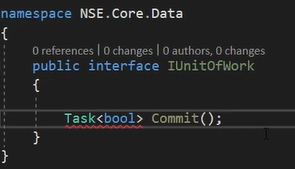 namespace NSE.Core.Data
{
0 references | 0 changes | 0 authors, 0 changes
public interface IUnitOfWork
{
Task<bool> Commit();
}
}